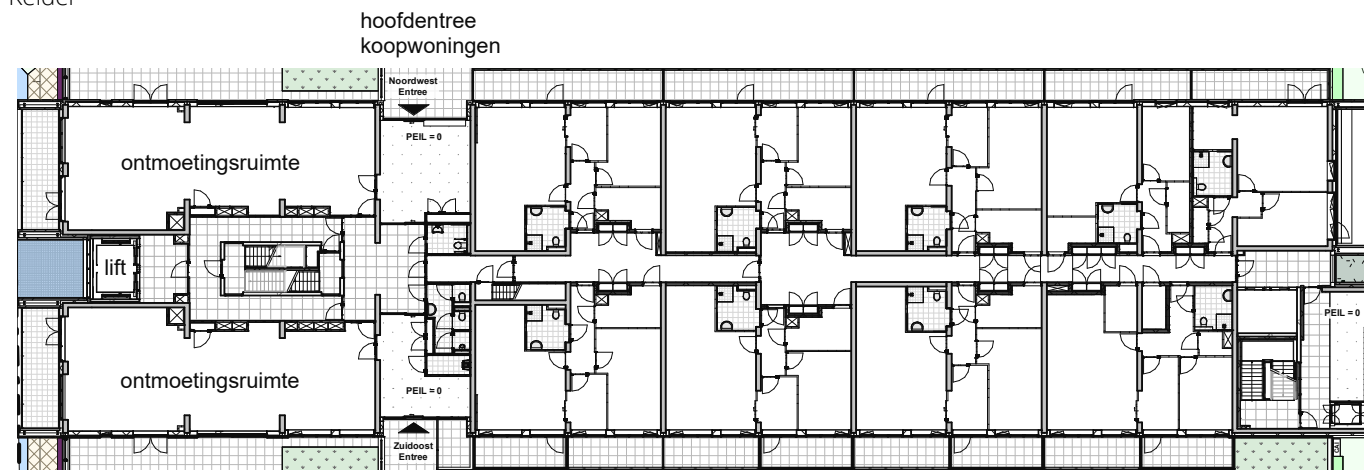 Kelder
hoofdentree
koopwoningen
Noordwest
Entree
PEIL = 0
ontmoetingsruimte
lift
PEIL = 0
ontmoetingsruimte
PEIL = 0
Zuidoost
Entree